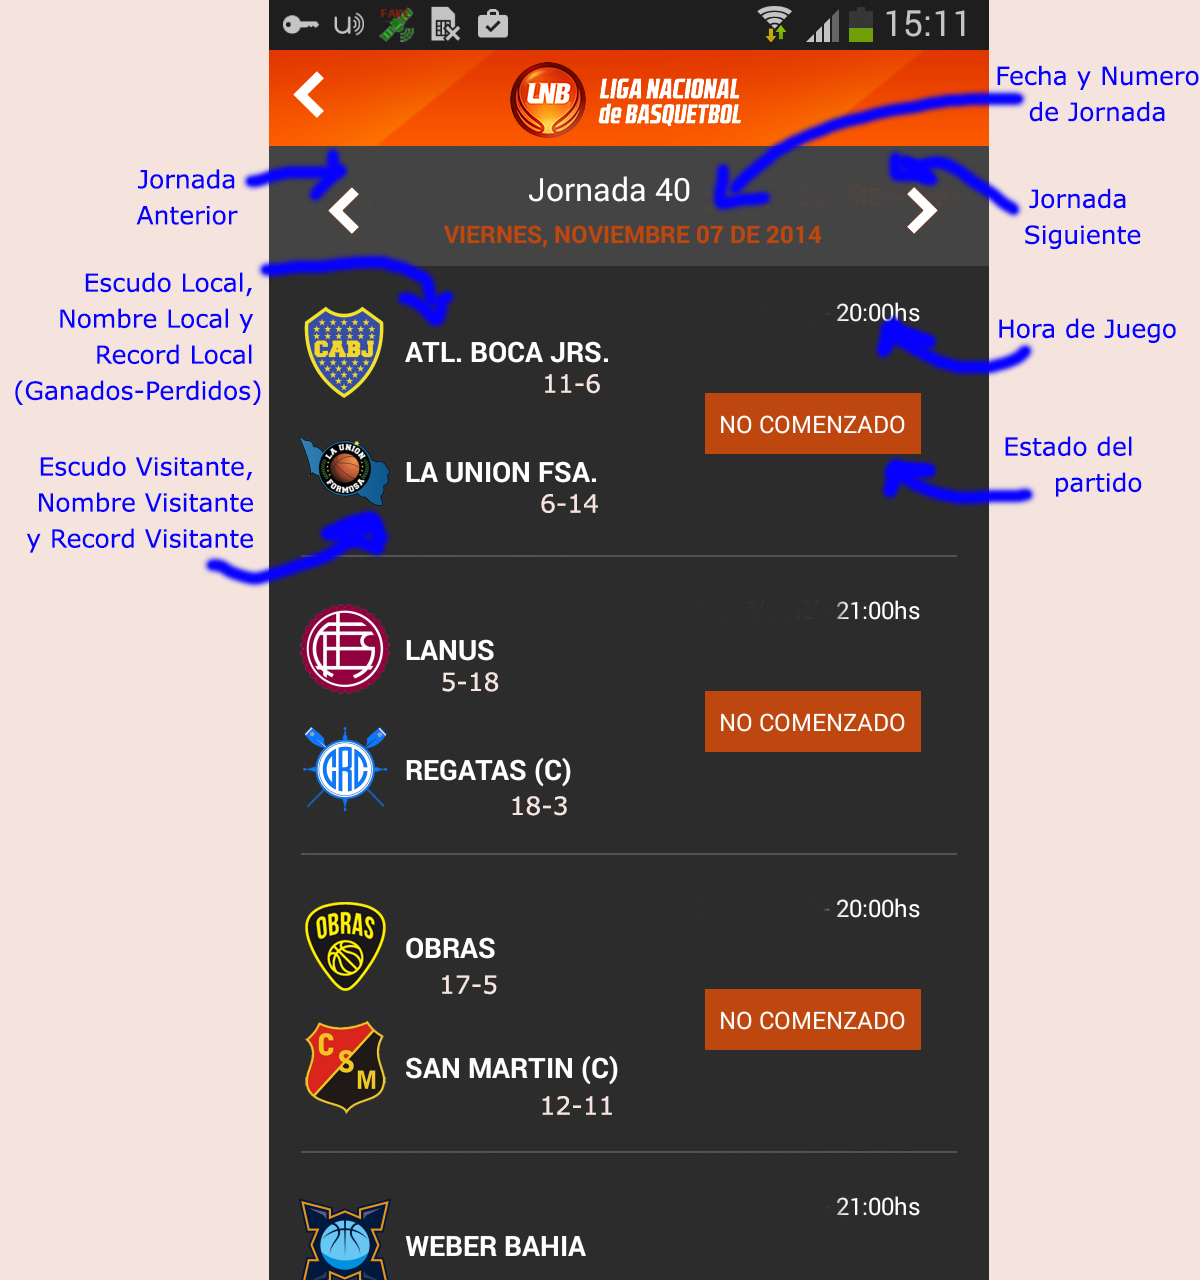 FAKE
15:11
LNB
LIGA NACIONAL
de BASQUETBOL
Fecha y Numero
de Jornada
Jornada
Anterior
Jornada 40
VIERNES, NOVIEMBRE 07 DE 2014
Jornada
Siguiente
Escudo Local,
Nombre Local y
Record Local
(Ganados-Perdidos)
CABJ
ATL. BOCA JRS.
11-6
20:00hs
Hora de Juego
NO COMENZADO
Estado del
partido
Escudo Visitante,
Nombre Visitante
y Record Visitante
LA UNION
FORMOSA
LA UNION FSA.
6-14
LANUS
5-18
21:00hs
NO COMENZADO
CRC
REGATAS (C)
18-3
OBRAS
OBRAS
17-5
20:00hs
NO COMENZADO
CSM
SAN MARTIN (C)
12-11
WEBER BAHIA
21:00hs